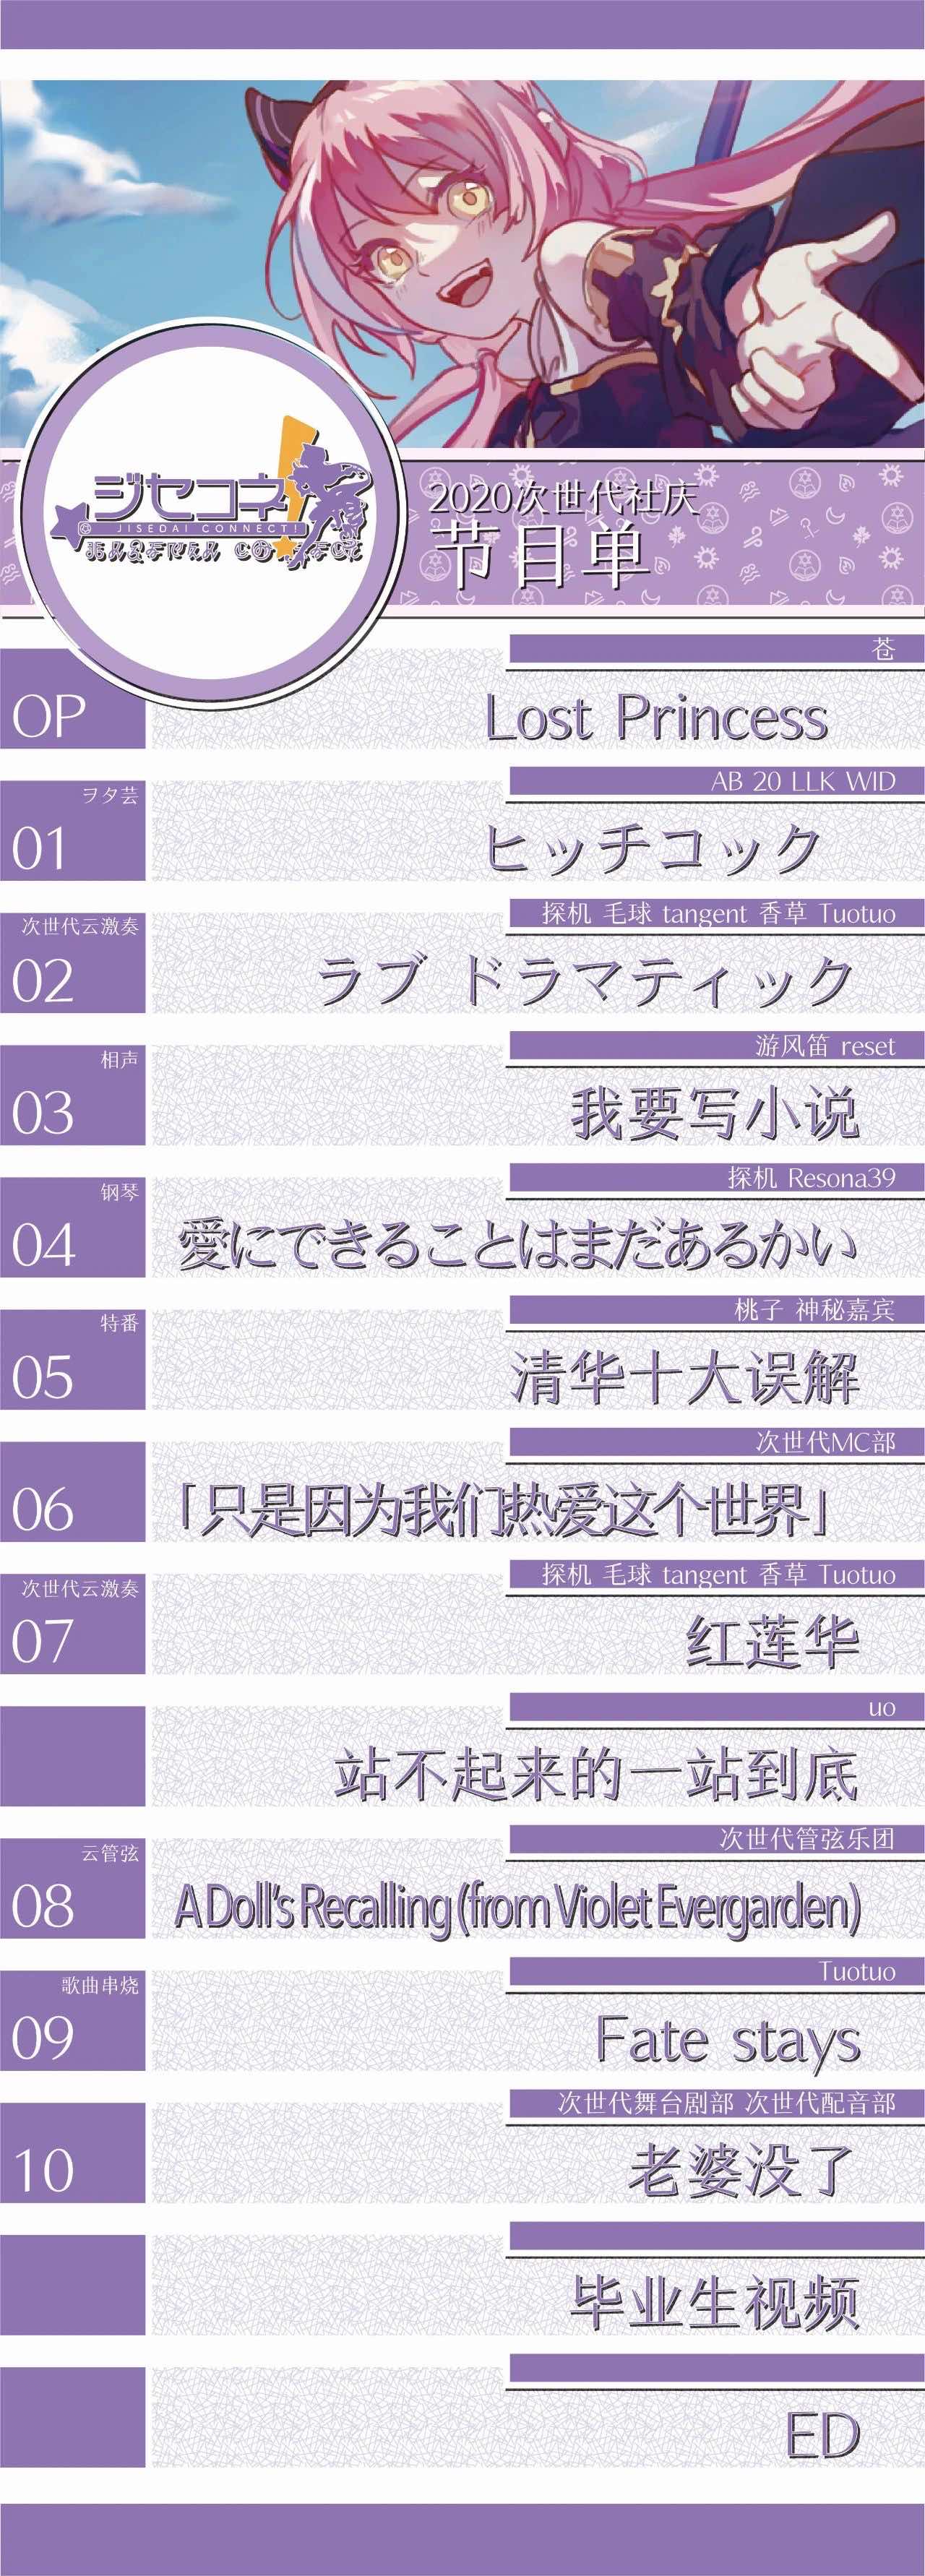 ジセコネ!
JISEDAI CONNECT!
2020次世代社庆
节目单
苍
OP
Lost Princess
AB 20 LLK WID
ヲタ芸
01
ヒッチコック
探机 毛球 tangent 香草 Tuotuo
次世代云激奏
02
ラブ ドラマティック
游风笛 reset
相声
03
我要写小说
探机 Resona39
钢琴
04
愛にできることはまだあるかい
桃子 神秘嘉宾
特番
05
清华十大误解
次世代MC部
06
「只是因为我们热爱这个世界」
探机 毛球 tangent 香草 Tuotuo
次世代云激奏
07
红莲华
uo
站不起来的一站到底
次世代管弦乐团
云管弦
08
A Doll's Recalling (from Violet Evergarden)
Tuotuo
歌曲串烧
09
Fate stays
次世代舞台剧部 次世代配音部
10
老婆没了
毕业生视频
ED